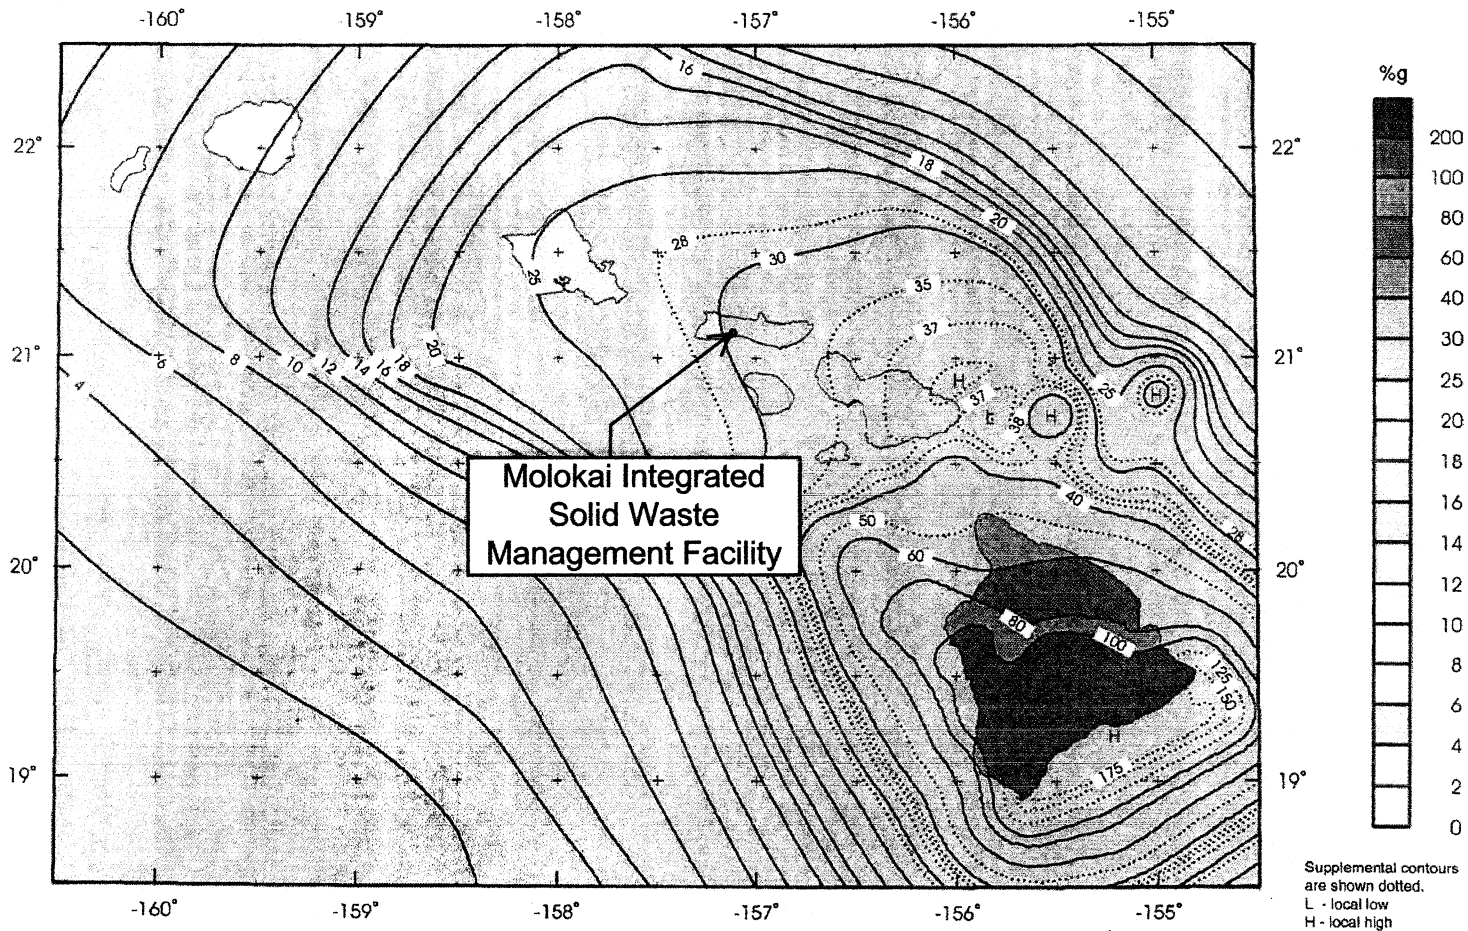 -160° -159° -158° -157° -156° -155°
%g
16
200
22° 18 22°
100
20
80
28
30
60
25
35
40
37
30
21° 20 21°
4 6 8 10 12 14 16 18
H
25
25
H
37
L
38
H
20
Molokai Integrated
Solid Waste
Management Facility
18
40
16
50
28
14
60
20° 20°
12
80
10
100
8
125
150
6
H
175
4
19° 19°
2
0
Supplemental contours
are shown dotted.
L - local low
H - local high
-160° -159° -158° -157° -156° -155°